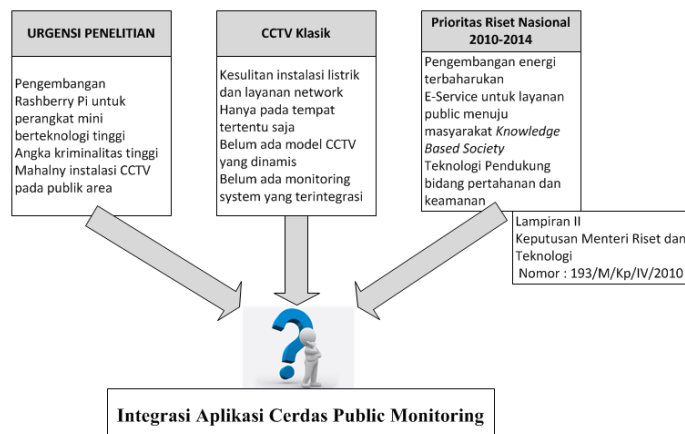 URGENSI PENELITIAN
Pengembangan
Rashberry Pi untuk
perangkat mini
berteknologi tinggi
Angka kriminalitas tinggi
Mahalny instalasi CCTV
pada publik area
CCTV Klasik
Kesulitan instalasi listrik
dan layanan network
Hanya pada tempat
tertentu saja
Belum ada model CCTV
yang dinamis
Belum ada monitoring
system yang terintegrasi
Prioritas Riset Nasional
2010-2014
Pengembangan energi
terbaharukan
E-Service untuk layanan
public menuju
masyarakat Knowledge
Based Society
Teknologi Pendukung
bidang pertahanan dan
keamanan
Lampiran II
Keputusan Menteri Riset dan
Teknologi
Nomor : 193/M/Kp/IV/2010
Integrasi Aplikasi Cerdas Public Monitoring